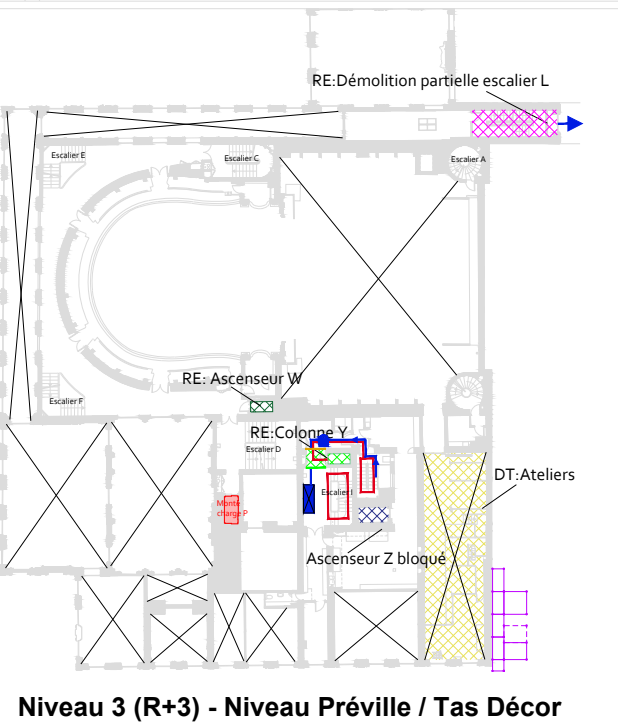 RE:Démolition partielle escalier L
Escalier E
Escalier C
Escalier A
RE: Ascenseur W
Escalier F
RE:Colonne Y
Escalier D
DT:Ateliers
Escalier I
Monte
charge P
Ascenseur Z bloqué
Niveau 3 (R+3) - Niveau Préville / Tas Décor